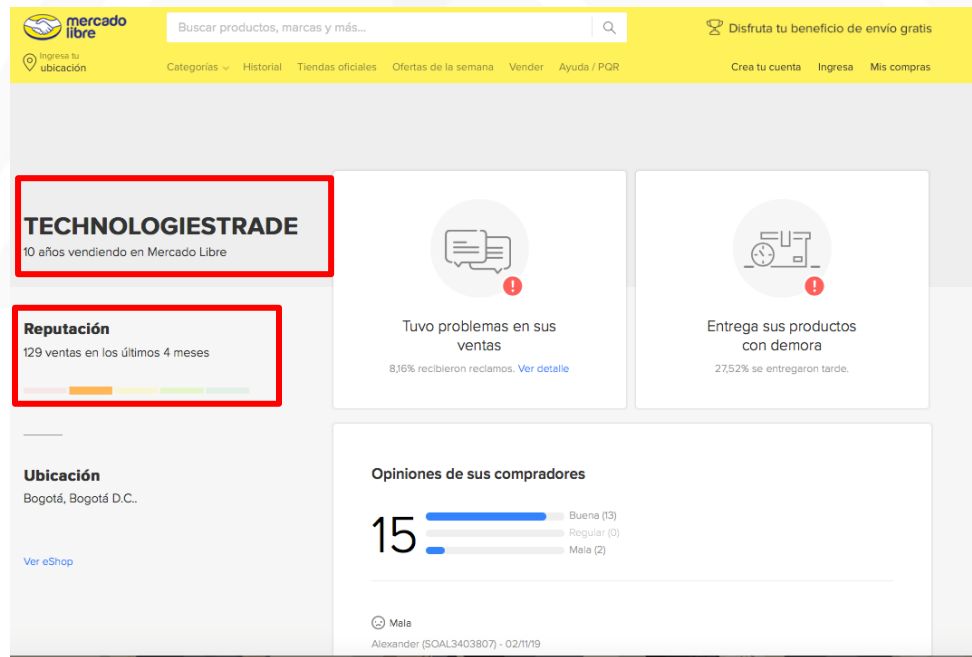 mercado
libre
Buscar productos, marcas y más...
Disfruta tu beneficio de envío gratis
Ingresa tu
ubicación
Categorías
Historial
Tiendas oficiales
Ofertas de la semana
Vender
Ayuda / PQR
Crea tu cuenta
Ingresa
Mis compras
TECHNOLOGIESTRADE
10 años vendiendo en Mercado Libre
Reputación
129 ventas en los últimos 4 meses
Ubicación
Bogotá, Bogotá D.C..
Ver eShop
!
Tuvo problemas en sus
ventas
8,16% recibieron reclamos. Ver detalle
!
Entrega sus productos
con demora
27,52% se entregaron tarde.
Opiniones de sus compradores
15
Buena (13)
Regular (0)
Mala (2)
Mala
Alexander (SOAL3403807) - 02/11/19